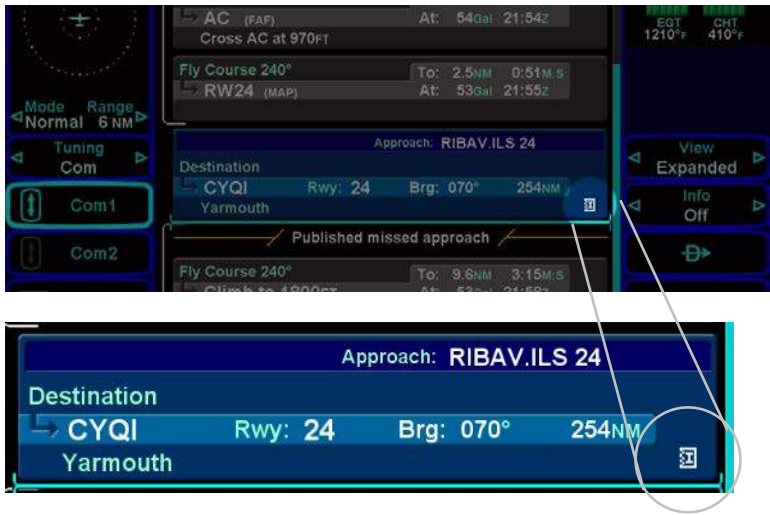 AC (FAF) At: 54Gal 21:54Z
Cross AC at 970FT
Fly Course 240° To: 2.5NM 0:51M:S
RW24 (MAP) At: 53Gal 21:55Z
Approach: RIBAV.ILS 24
Destination
CYQI Rwy: 24 Brg: 070° 254NM
Yarmouth
Published missed approach
Fly Course 240° To: 9.6NM 3:15M:S
Climb to 1800FT
Mode Range
Normal 6 NM
Tuning
Com
Com1
Com2
EGT CHT
1210°F 410°F
View
Expanded
Info
Off
D
Approach: RIBAV.ILS 24
Destination
CYQI Rwy: 24 Brg: 070° 254NM
Yarmouth